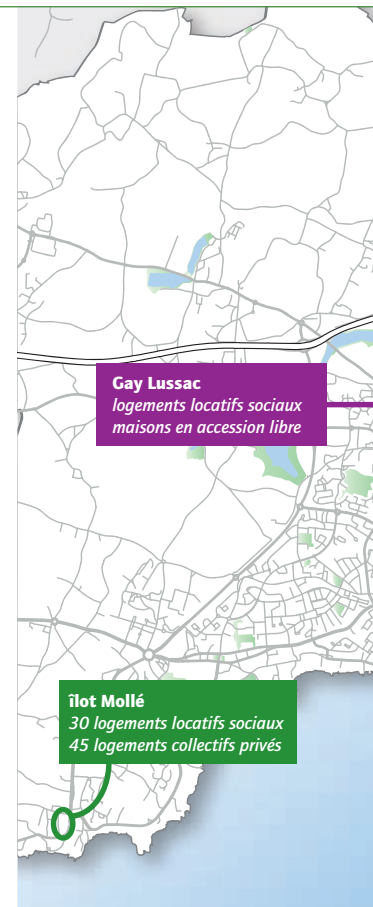 Gay Lussac
logements locatifs sociaux
maisons en accession libre
îlot Mollé
30 logements locatifs sociaux
45 logements collectifs privés